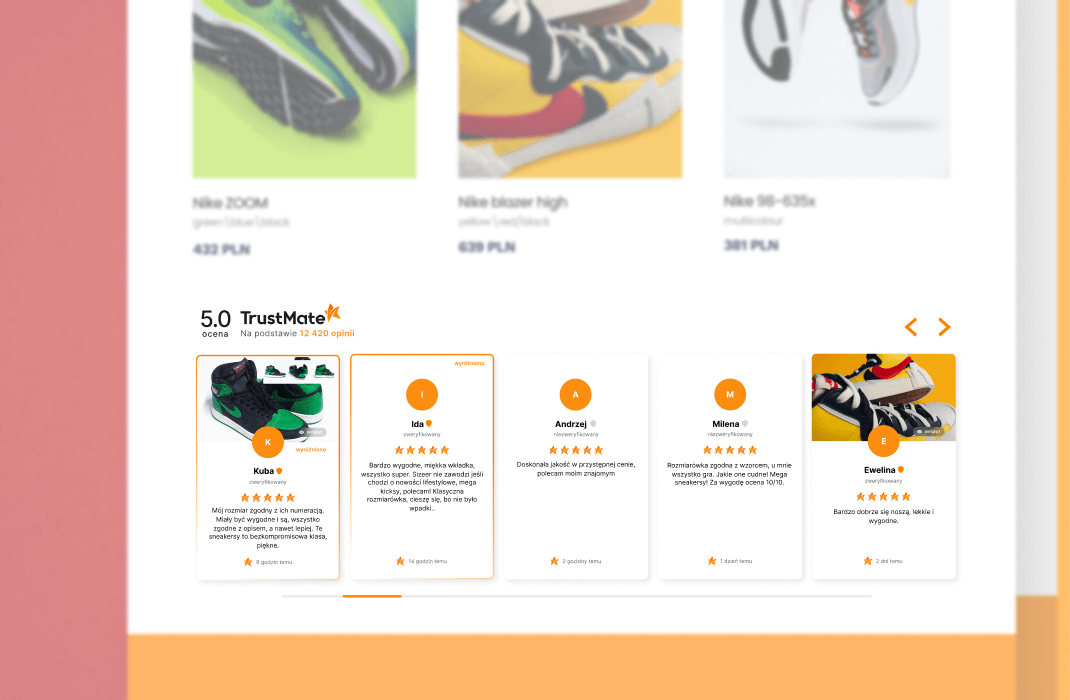 Nike ZOOM
green\blue\black
432 PLN
Nike blazer high
yellow\red/black
639 PLN
Nike 98-635x
multicolour
381 PLN
5.0
ocena
TrustMate
Na podstawie 12 420 opinii
K
wyróżniono
Kuba
zweryfikowany
Mój rozmiar zgodny z ich numeracją.
Miały być wygodne i są, wszystko
zgodne z opisem, a nawet lepiej. Te
sneakersy to bezkompromisowa klasa,
piękne.
6 godzin temu
wyróżniono
I
Ida
zweryfikowany
Bardzo wygodne, miękka wkładka,
wszystko super. Sizeer nie zawodzi jeśli
chodzi o nowości lifestylowe, mega
kicksy, polecam! Klasyczna
rozmiarówka, cieszę się, bo nie było
wpadki..
14 godzin temu
A
Andrzej
niezweryfikowany
Doskonała jakość w przystępnej cenie,
polecam moim znajomym
2 godziny temu
M
Milena
niezweryfikowany
Rozmiarówka zgodna z wzorcem, u mnie
wszystko gra. Jakie one cudne! Mega
sneakersy! Za wygodę ocena 10/10.
1 dzień temu
E
Ewelina
zweryfikowany
Bardzo dobrze się noszą, lekkie i
wygodne.
2 dni temu